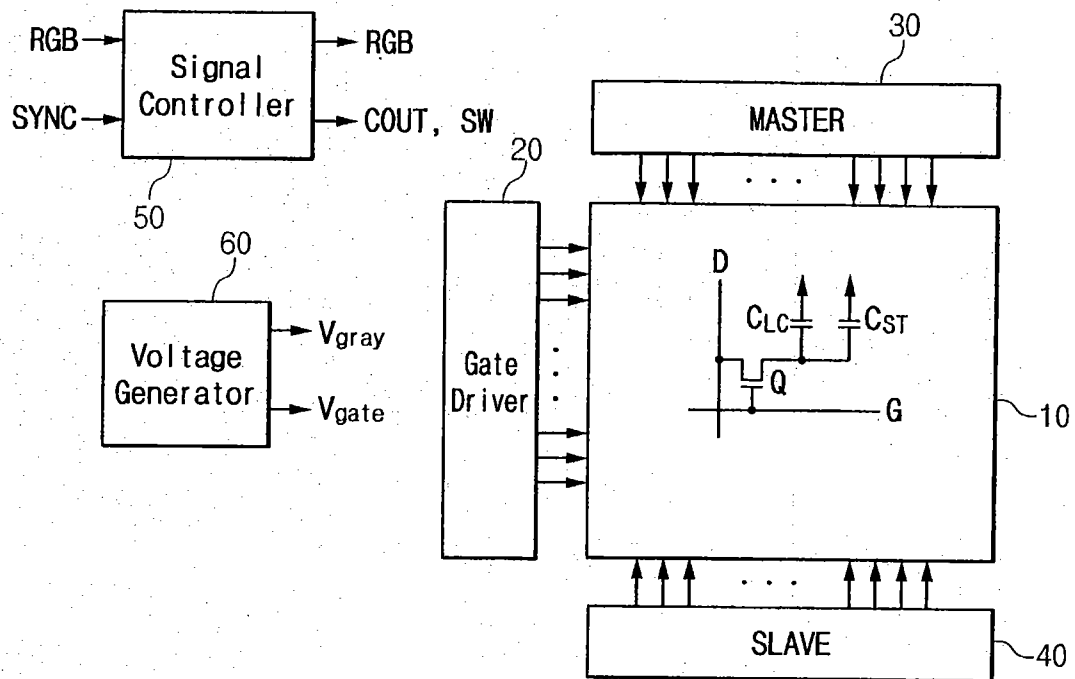 RGB
SYNC
Signal
Controller
RGB
COUT, SW
50
30
MASTER
20
Gate
Driver
60
Voltage
Generator
Vgray
Vgate
D
CLC
CST
Q
G
10
SLAVE
40